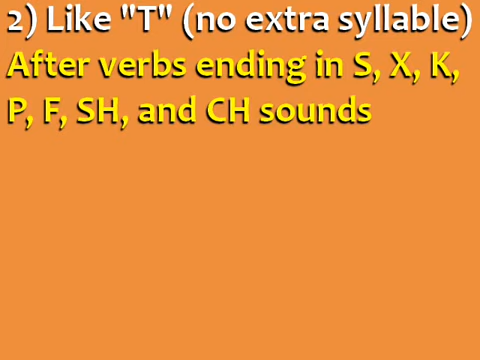 2) Like "T" (no extra syllable)
After verbs ending in S, X, K,
P, F, SH, and CH sounds